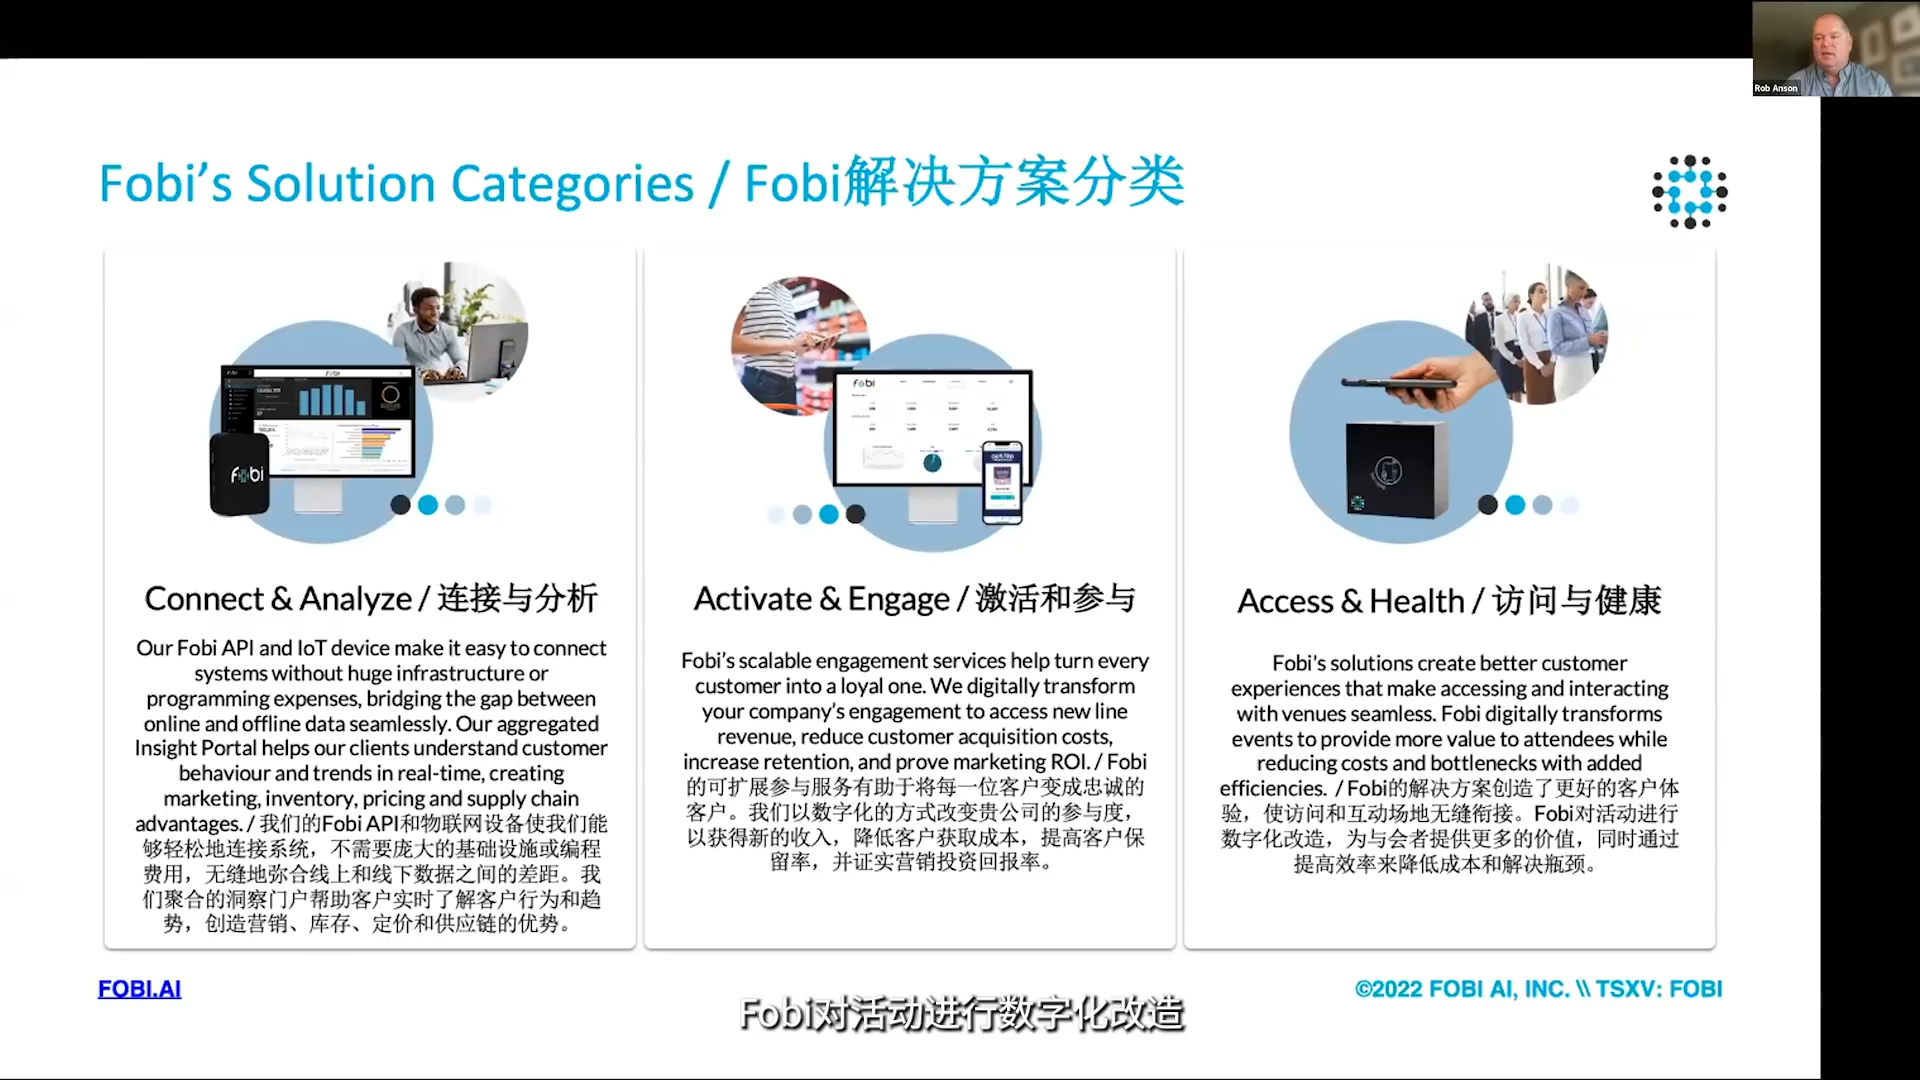 Rob Anson
Fobi’s Solution Categories / Fobi解决方案分类
fobi
fobi
fobi
Connect & Analyze / 连接与分析
Our Fobi API and IoT device make it easy to connect
systems without huge infrastructure or
programming expenses, bridging the gap between
online and offline data seamlessly. Our aggregated
Insight Portal helps our clients understand customer
behaviour and trends in real-time, creating
marketing, inventory, pricing and supply chain
advantages. / 我们的Fobi API和物联网设备使我们能
够轻松地连接系统，不需要庞大的基础设施或编程
费用，无缝地弥合线上和线下数据之间的差距。我
们聚合的洞察门户帮助客户实时了解客户行为和趋
势，创造营销、库存、定价和供应链的优势。
Activate & Engage / 激活和参与
Fobi’s scalable engagement services help turn every
customer into a loyal one. We digitally transform
your company’s engagement to access new line
revenue, reduce customer acquisition costs,
increase retention, and prove marketing ROI. / Fobi
的可扩展参与服务有助于将每一位客户变成忠诚的
客户。我们以数字化的方式改变贵公司的参与度，
以获得新的收入，降低客户获取成本，提高客户保
留率，并证实营销投资回报率。
Access & Health / 访问与健康
Fobi's solutions create better customer
experiences that make accessing and interacting
with venues seamless. Fobi digitally transforms
events to provide more value to attendees while
reducing costs and bottlenecks with added
efficiencies. / Fobi的解决方案创造了更好的客户体
验，使访问和互动场地无缝衔接。Fobi对活动进行
数字化改造，为与会者提供更多的价值，同时通过
提高效率来降低成本和解决瓶颈。
FOBI.AI
©2022 FOBI AI, INC. \\ TSXV: FOBI
Fobi对活动进行数字化改造